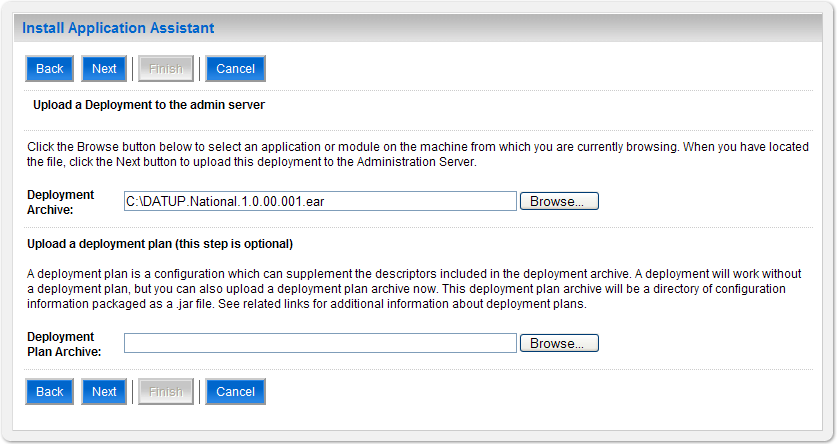 Install Application Assistant
Back Next Finish Cancel
Upload a Deployment to the admin server
Click the Browse button below to select an application or module on the machine from which you are currently browsing. When you have located
the file, click the Next button to upload this deployment to the Administration Server.
Deployment
Archive: C:\DATUP.National.1.0.00.001.ear Browse...
Upload a deployment plan (this step is optional)
A deployment plan is a configuration which can supplement the descriptors included in the deployment archive. A deployment will work without
a deployment plan, but you can also upload a deployment plan archive now. This deployment plan archive will be a directory of configuration
information packaged as a .jar file. See related links for additional information about deployment plans.
Deployment
Plan Archive: Browse...
Back Next Finish Cancel